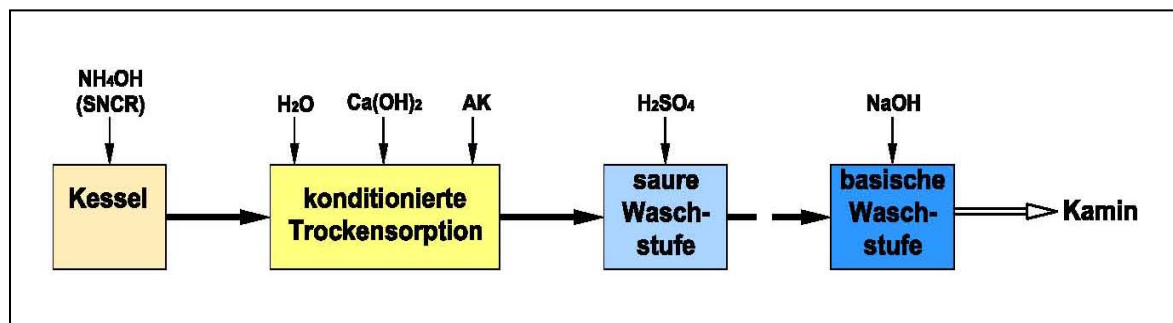 NH₄OH
(SNCR)
H₂O
Ca(OH)₂
AK
H₂SO₄
NaOH
Kessel
konditionierte
Trockensorption
saure
Wasch-
stufe
basische
Wasch-
stufe
Kamin